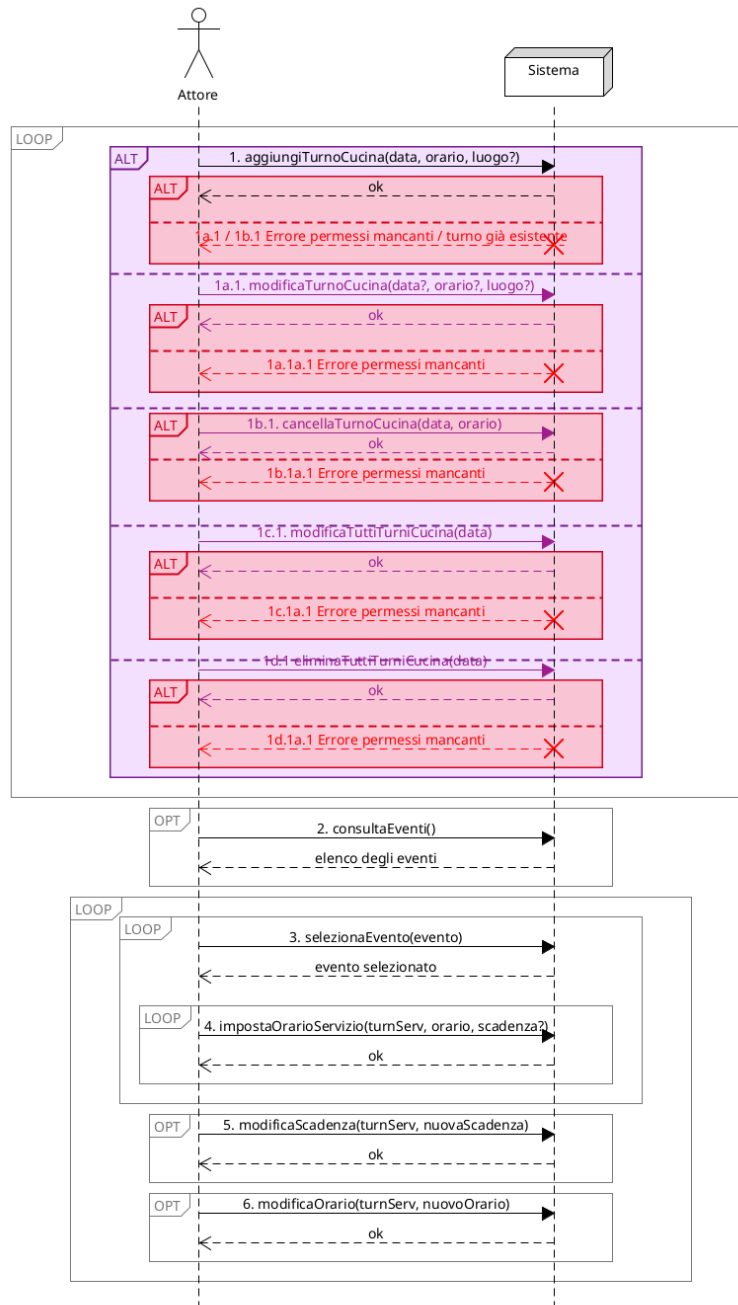 Attore
Sistema
LOOP
ALT
1. aggiungiTurnoCucina(data, orario, luogo?)
ALT
ok
1a.1 / 1b.1 Errore permessi mancanti / turno già esistente
1a.1. modificaTurnoCucina(data?, orario?, luogo?)
ALT
ok
1a.1a.1 Errore permessi mancanti
ALT
1b.1. cancellaTurnoCucina(data, orario)
ok
1b.1a.1 Errore permessi mancanti
1c.1. modificaTuttiTurniCucina(data)
ALT
ok
1c.1a.1 Errore permessi mancanti
1d.1 eliminaTuttiTurniCucina(data)
ALT
ok
1d.1a.1 Errore permessi mancanti
OPT
2. consultaEventi()
elenco degli eventi
LOOP
LOOP
3. selezionaEvento(evento)
evento selezionato
LOOP
4. impostaOrarioServizio(turnServ, orario, scadenza?)
ok
OPT
5. modificaScadenza(turnServ, nuovaScadenza)
ok
OPT
6. modificaOrario(turnServ, nuovoOrario)
ok